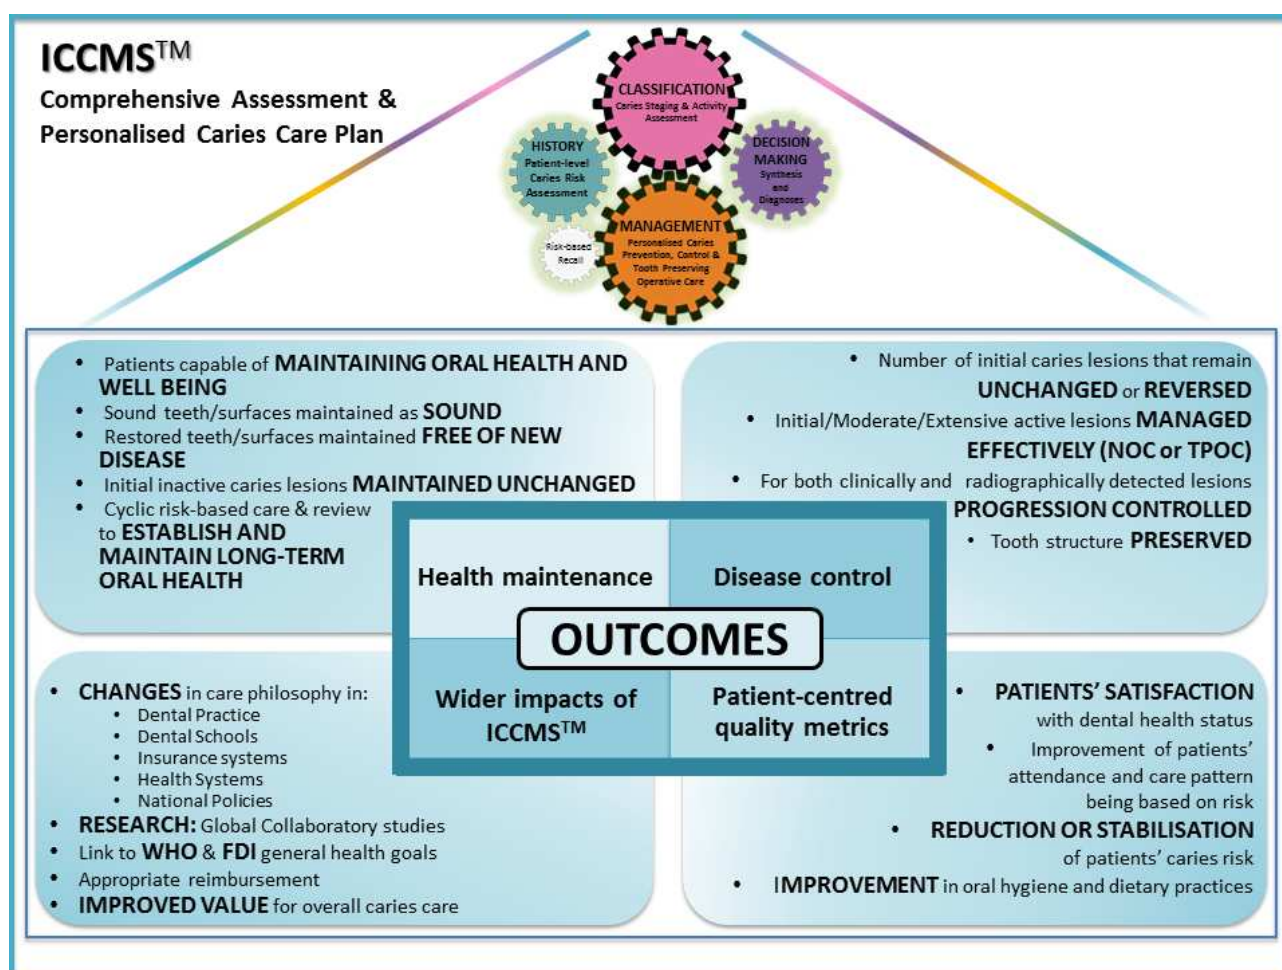 ICCMS™
Comprehensive Assessment &
Personalised Caries Care Plan
CLASSIFICATION
Caries Staging & Activity
Assessment
HISTORY
Patient-level
Caries Risk
Assessment
DECISION
MAKING
Synthesis
and
Diagnoses
MANAGEMENT
Personalised Caries
Prevention, Control &
Tooth Preserving
Operative Care
Risk-based
Recall
• Patients capable of MAINTAINING ORAL HEALTH AND
WELL BEING
• Sound teeth/surfaces maintained as SOUND
• Restored teeth/surfaces maintained FREE OF NEW
DISEASE
• Initial inactive caries lesions MAINTAINED UNCHANGED
• Cyclic risk-based care & review
to ESTABLISH AND
MAINTAIN LONG-TERM
ORAL HEALTH
• Number of initial caries lesions that remain
UNCHANGED or REVERSED
• Initial/Moderate/Extensive active lesions MANAGED
EFFECTIVELY (NOC or TPOC)
• For both clinically and radiographically detected lesions
PROGRESSION CONTROLLED
• Tooth structure PRESERVED
Health maintenance
Disease control
OUTCOMES
Wider impacts of
ICCMS™
Patient-centred
quality metrics
• CHANGES in care philosophy in:
• Dental Practice
• Dental Schools
• Insurance systems
• Health Systems
• National Policies
• RESEARCH: Global Collaboratory studies
• Link to WHO & FDI general health goals
• Appropriate reimbursement
• IMPROVED VALUE for overall caries care
• PATIENTS' SATISFACTION
with dental health status
• Improvement of patients'
attendance and care pattern
being based on risk
• REDUCTION OR STABILISATION
of patients' caries risk
• IMPROVEMENT in oral hygiene and dietary practices